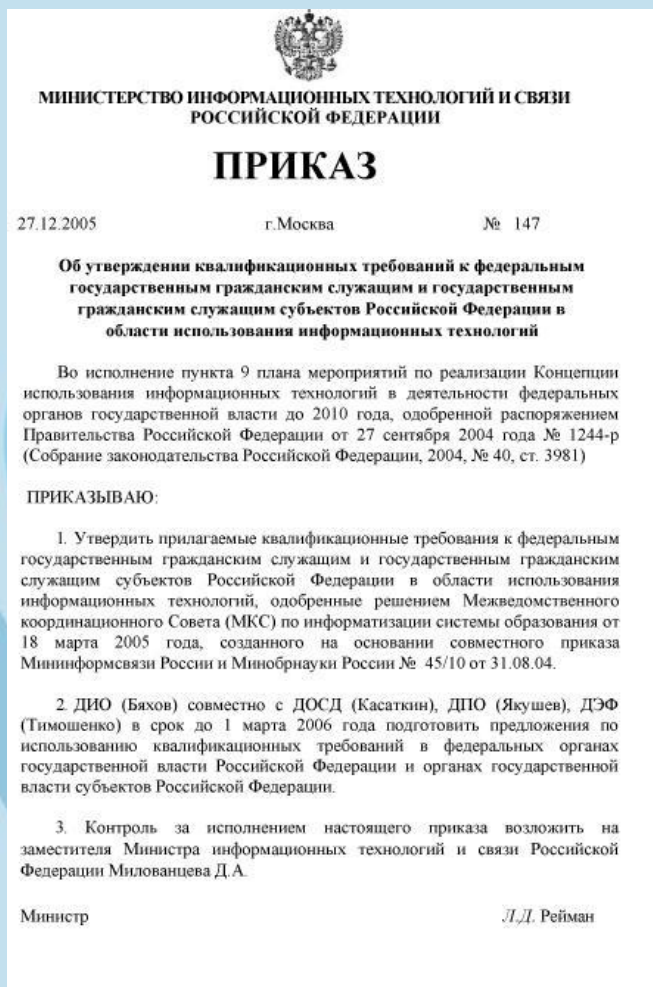 МИНИСТЕРСТВО ИНФОРМАЦИОННЫХ ТЕХНОЛОГИЙ И СВЯЗИ
РОССИЙСКОЙ ФЕДЕРАЦИИ
ПРИКАЗ
27.12.2005 г.Москва № 147
Об утверждении квалификационных требований к федеральным
государственным гражданским служащим и государственным
гражданским служащим субъектов Российской Федерации в
области использования информационных технологий
Во исполнение пункта 9 плана мероприятий по реализации Концепции
использования информационных технологий в деятельности федеральных
органов государственной власти до 2010 года, одобренной распоряжением
Правительства Российской Федерации от 27 сентября 2004 года № 1244-р
(Собрание законодательства Российской Федерации, 2004, № 40, ст. 3981)
ПРИКАЗЫВАЮ:
1. Утвердить прилагаемые квалификационные требования к федеральным
государственным гражданским служащим и государственным гражданским
служащим субъектов Российской Федерации в области использования
информационных технологий, одобренные решением Межведомственного
координационного Совета (МКС) по информатизации системы образования от
18 марта 2005 года, созданного на основании совместного приказа
Мининформсвязи России и Минобрнауки России № 45/10 от 31.08.04.
2. ДИО (Бяхов) совместно с ДОСД (Касаткин), ДПО (Якушев), ДЭФ
(Тимошенко) в срок до 1 марта 2006 года подготовить предложения по
использованию квалификационных требований в федеральных органах
государственной власти Российской Федерации и органах государственной
власти субъектов Российской Федерации.
3. Контроль за исполнением настоящего приказа возложить на
заместителя Министра информационных технологий и связи Российской
Федерации Милованцева Д.А.
Министр Л.Д. Рейман